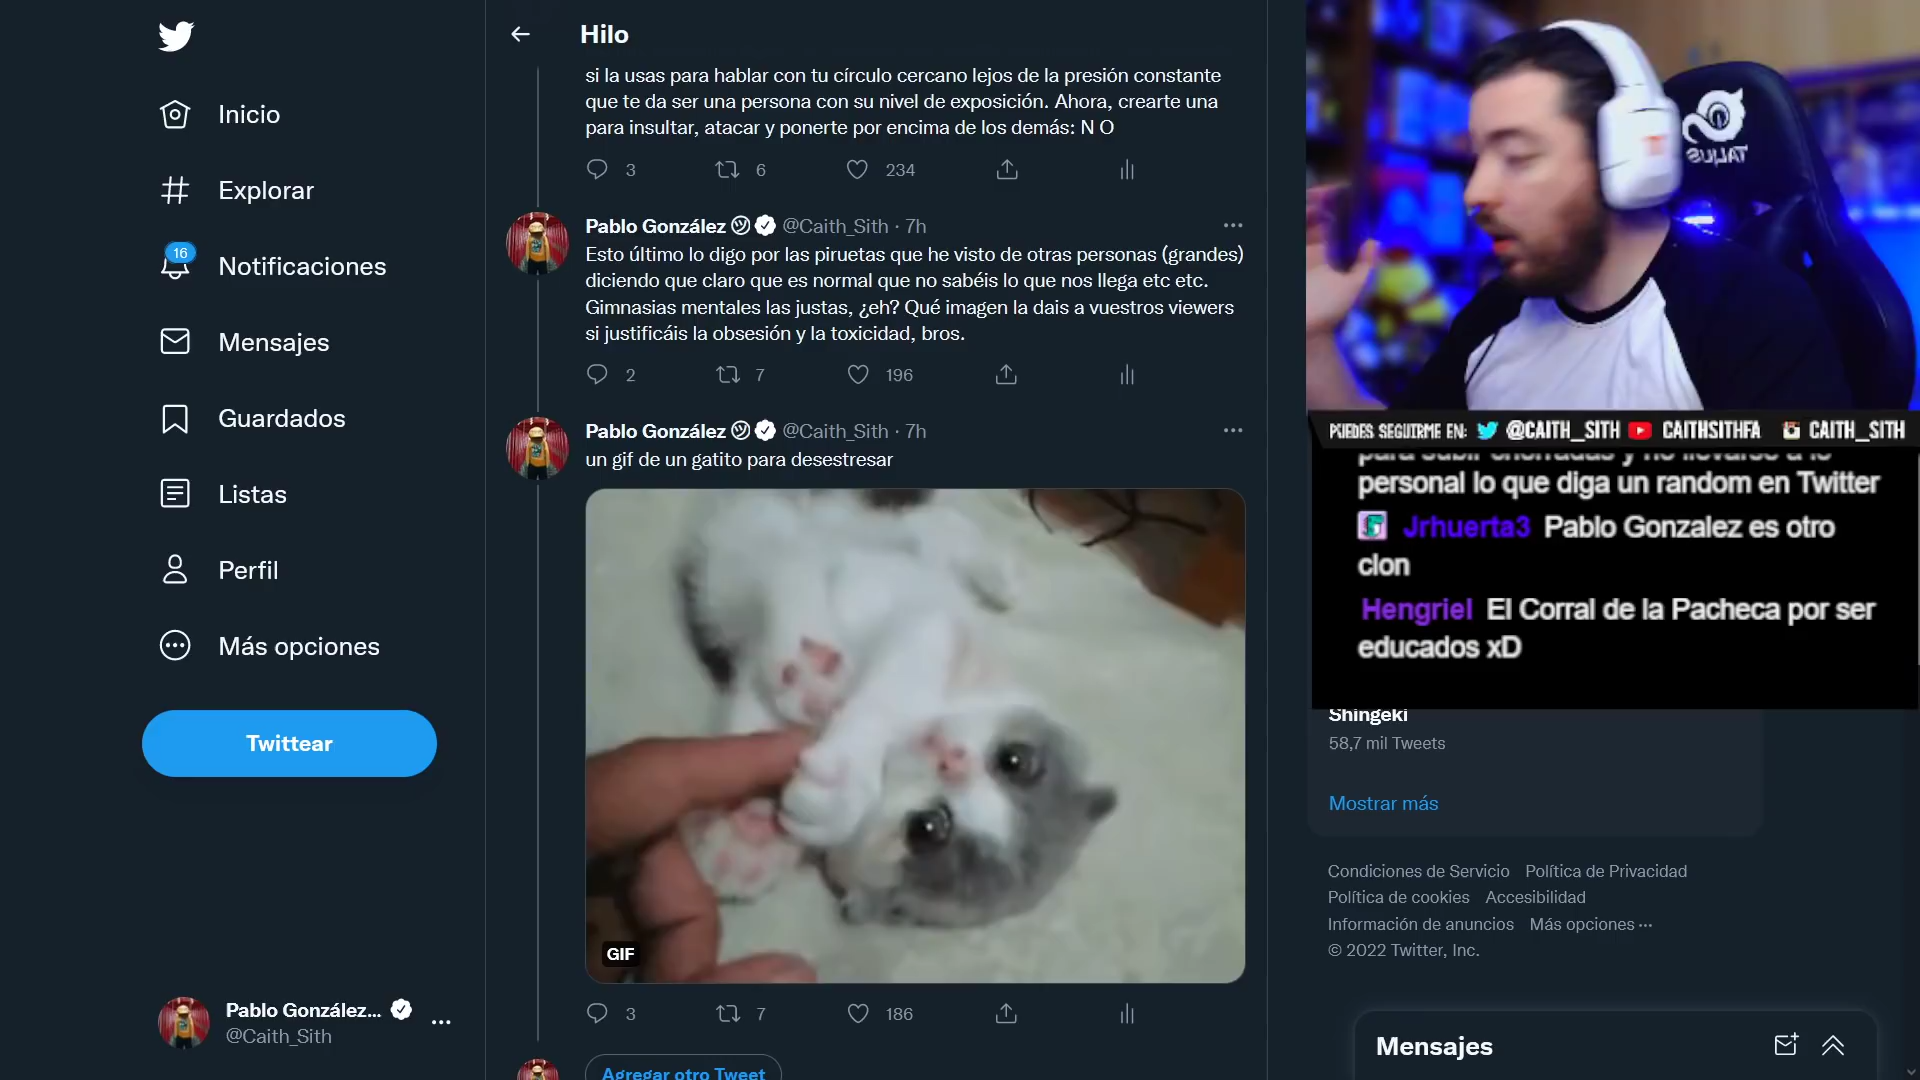 Inicio
Explorar
16
Notificaciones
Mensajes
Guardados
Listas
Perfil
Más opciones
Twittear
Pablo González...
@Caith_Sith
Hilo
si la usas para hablar con tu círculo cercano lejos de la presión constante
que te da ser una persona con su nivel de exposición. Ahora, crearte una
para insultar, atacar y ponerte por encima de los demás: N O
3 6 234
Pablo González @Caith_Sith · 7h
Esto último lo digo por las piruetas que he visto de otras personas (grandes)
diciendo que claro que es normal que no sabéis lo que nos llega etc etc.
Gimnasias mentales las justas, ¿eh? Qué imagen la dais a vuestros viewers
si justificáis la obsesión y la toxicidad, bros.
2 7 196
Pablo González @Caith_Sith · 7h
un gif de un gatito para desestresar
GIF
3 7 186
Agregar otro Tweet
TALIUS
PUEDES SEGUIRME EN: @CAITH_SITH CAITHSITHFA CAITH_SITH
para subir chorradas y no llevarse a lo
personal lo que diga un random en Twitter
Jrhuerta3 Pablo Gonzalez es otro
clon
Hengriel El Corral de la Pacheca por ser
educados xD
Shingeki
58,7 mil Tweets
Mostrar más
Condiciones de Servicio Política de Privacidad
Política de cookies Accesibilidad
Información de anuncios Más opciones ···
© 2022 Twitter, Inc.
Mensajes